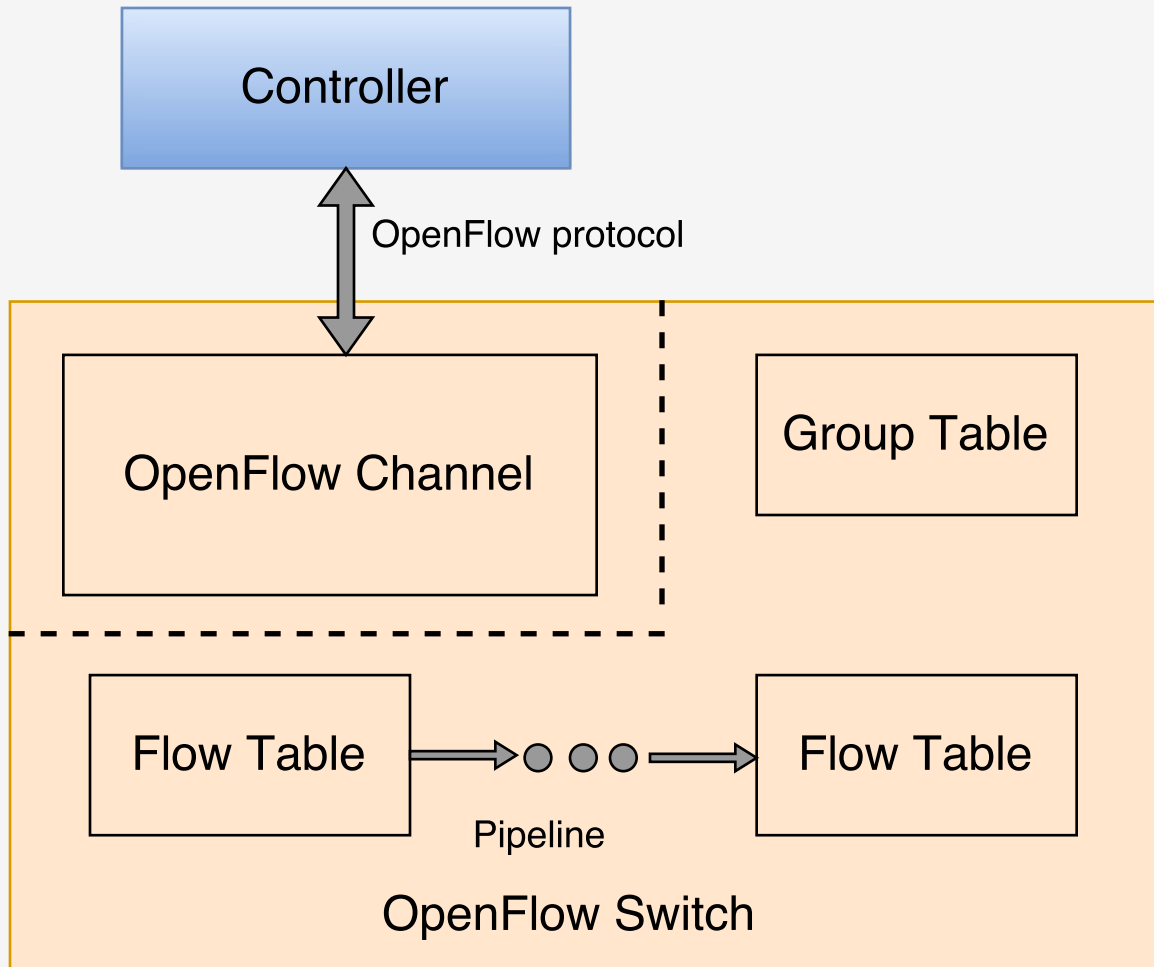 Controller
OpenFlow protocol
OpenFlow Channel
Group Table
Flow Table
Flow Table
Pipeline
OpenFlow Switch